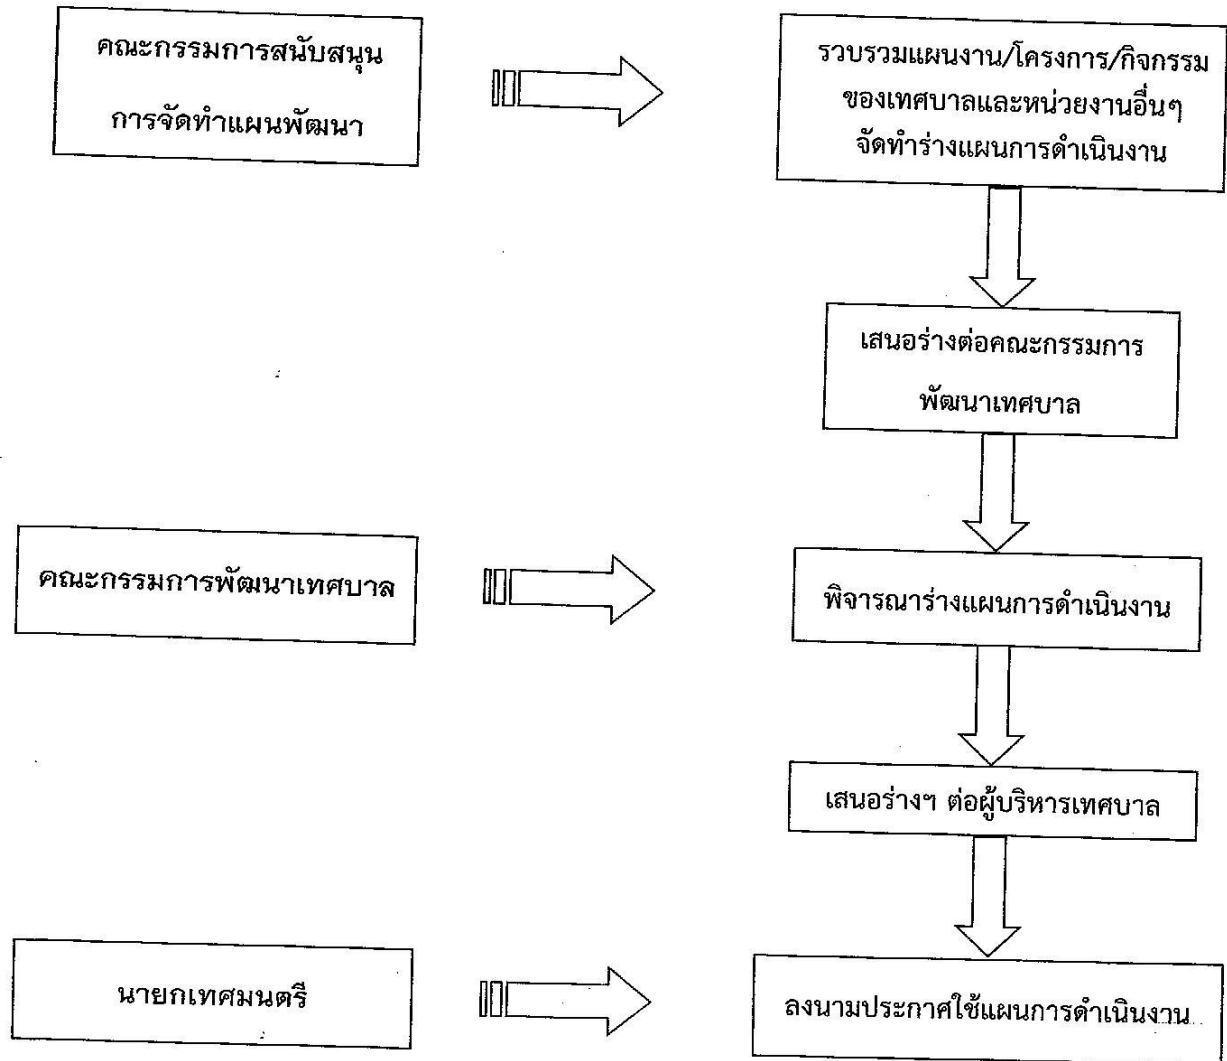 คณะกรรมการสนับสนุน
การจัดทำแผนพัฒนา
รวบรวมแผนงาน/โครงการ/กิจกรรม
ของเทศบาลและหน่วยงานอื่นๆ
จัดทำร่างแผนการดำเนินงาน
เสนอร่างต่อคณะกรรมการ
พัฒนาเทศบาล
คณะกรรมการพัฒนาเทศบาล
พิจารณาร่างแผนการดำเนินงาน
เสนอร่างฯ ต่อผู้บริหารเทศบาล
นายกเทศมนตรี
ลงนามประกาศใช้แผนการดำเนินงาน